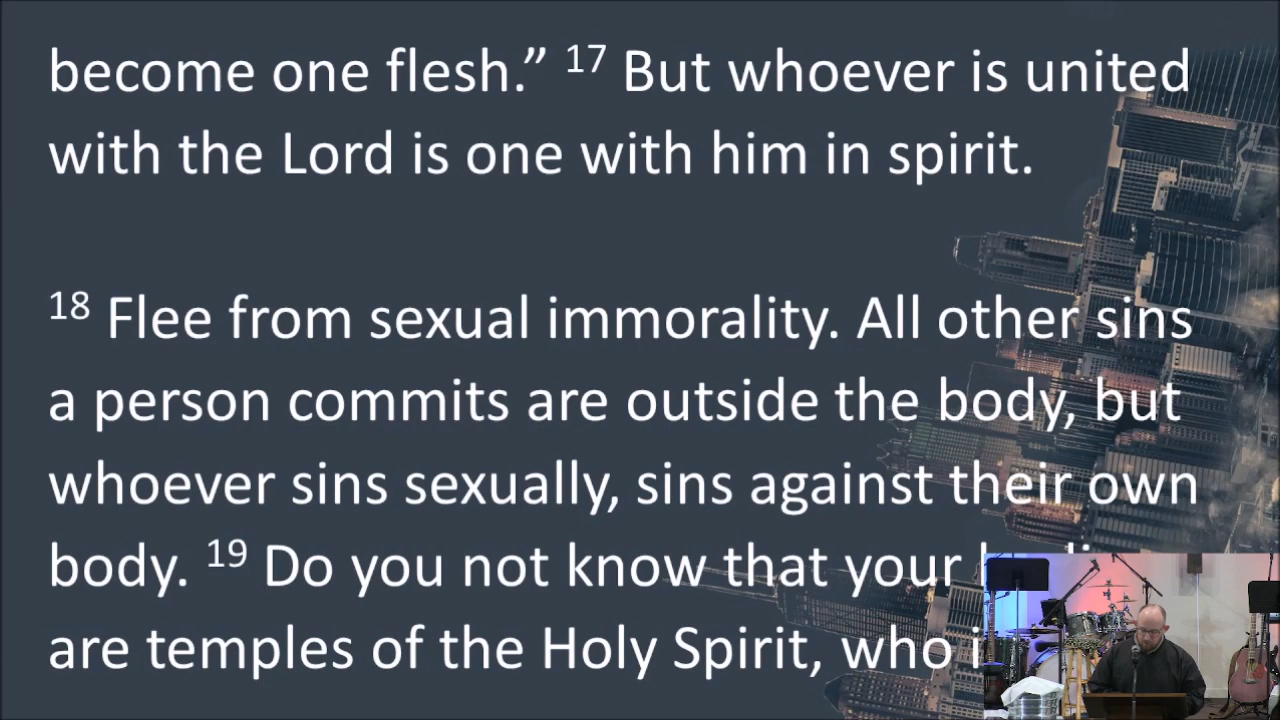 become one flesh.” 17 But whoever is united
with the Lord is one with him in spirit.
18 Flee from sexual immorality. All other sins
a person commits are outside the body, but
whoever sins sexually, sins against their own
body. 19 Do you not know that your
are temples of the Holy Spirit, who